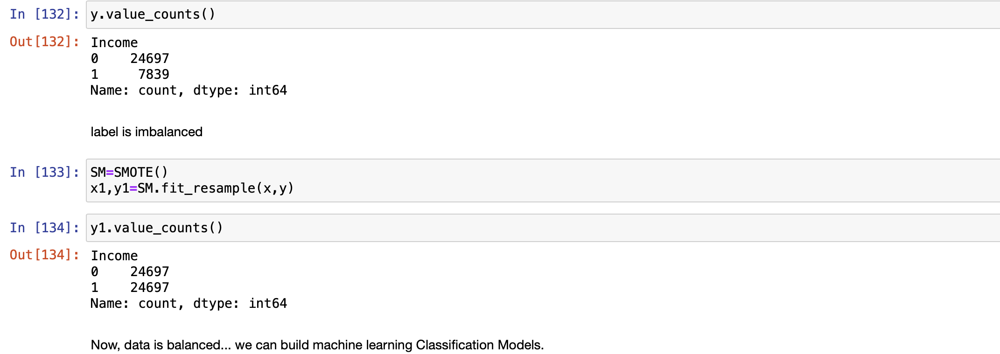 In [132]: y.value_counts()
Out[132]: Income
0    24697
1     7839
Name: count, dtype: int64
label is imbalanced
In [133]: SM=SMOTE()
x1,y1=SM.fit_resample(x,y)
In [134]: y1.value_counts()
Out[134]: Income
0    24697
1    24697
Name: count, dtype: int64
Now, data is balanced... we can build machine learning Classification Models.